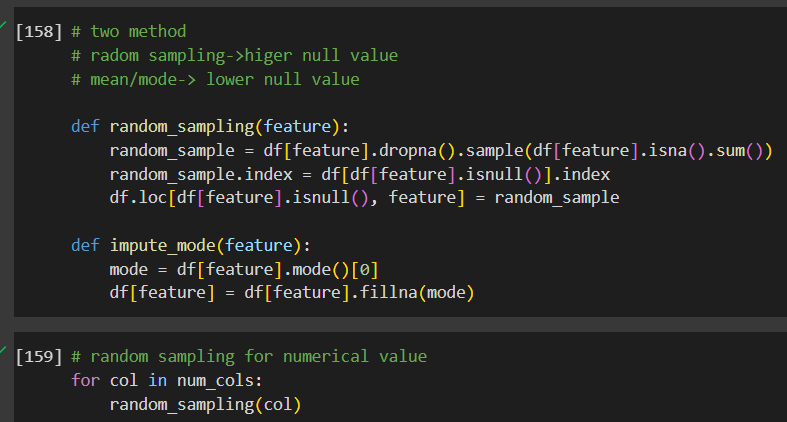 [158] # two method
# radom sampling->higer null value
# mean/mode-> lower null value
def random_sampling(feature):
random_sample = df[feature].dropna().sample(df[feature].isna().sum())
random_sample.index = df[df[feature].isnull()].index
df.loc[df[feature].isnull(), feature] = random_sample
def impute_mode(feature):
mode = df[feature].mode()[0]
df[feature] = df[feature].fillna(mode)
[159] # random sampling for numerical value
for col in num_cols:
random_sampling(col)